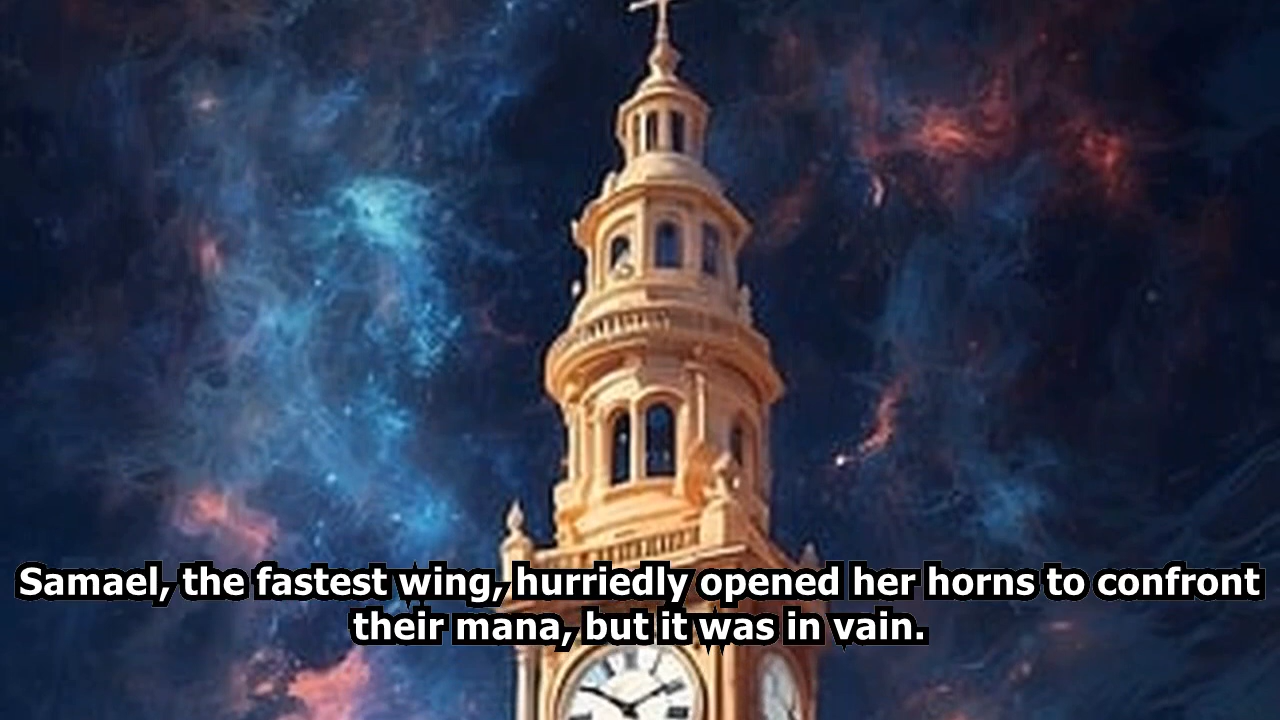 Samael, the fastest wing, hurriedly opened her horns to confront
their mana, but it was in vain.